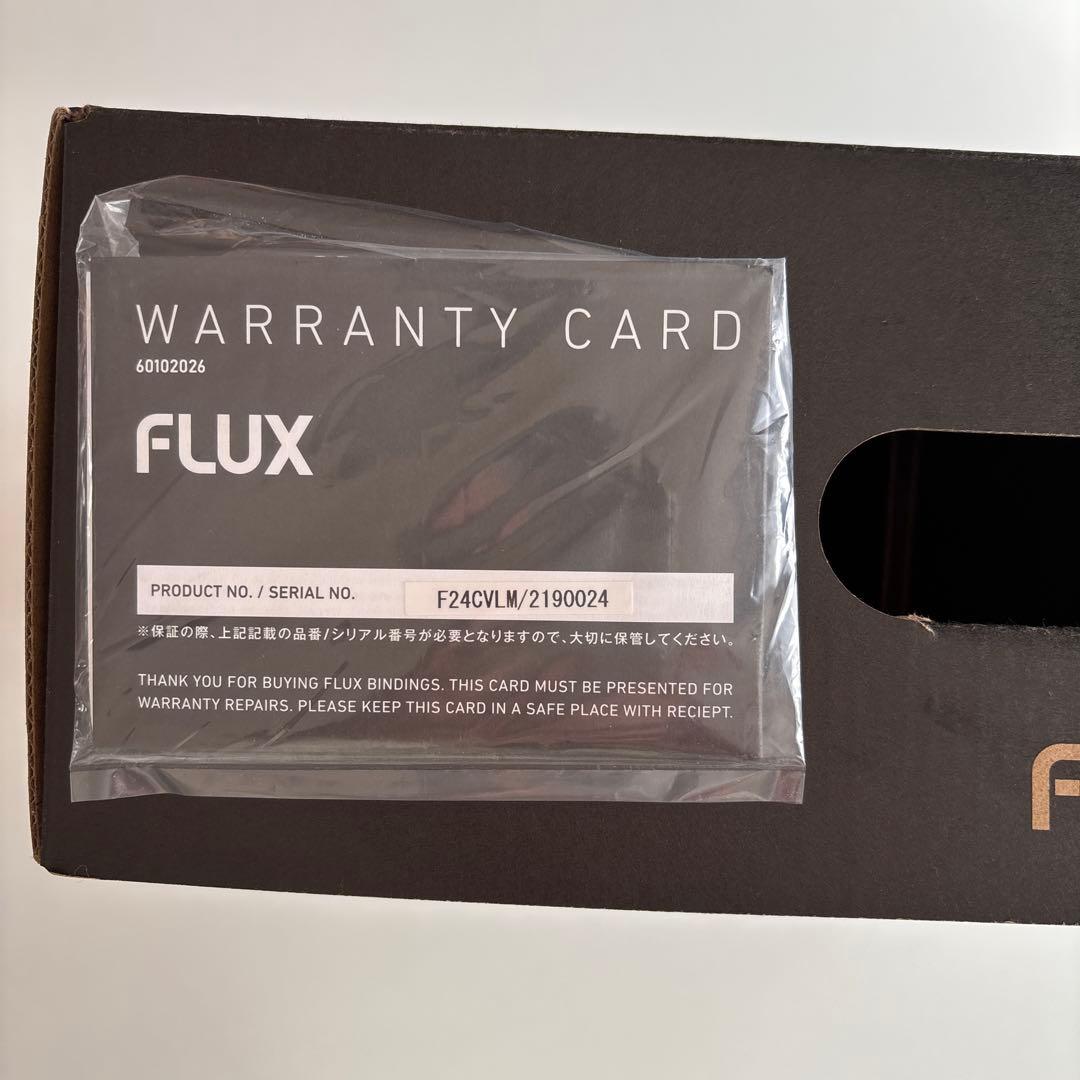 WARRANTY CARD
60102026
FLUX
PRODUCT NO. / SERIAL NO. F24CVLM/2190024
※保証の際、上記記載の品番/シリアル番号が必要となりますので、大切に保管してください。
THANK YOU FOR BUYING FLUX BINDINGS. THIS CARD MUST BE PRESENTED FOR
WARRANTY REPAIRS. PLEASE KEEP THIS CARD IN A SAFE PLACE WITH RECIEPT.
F